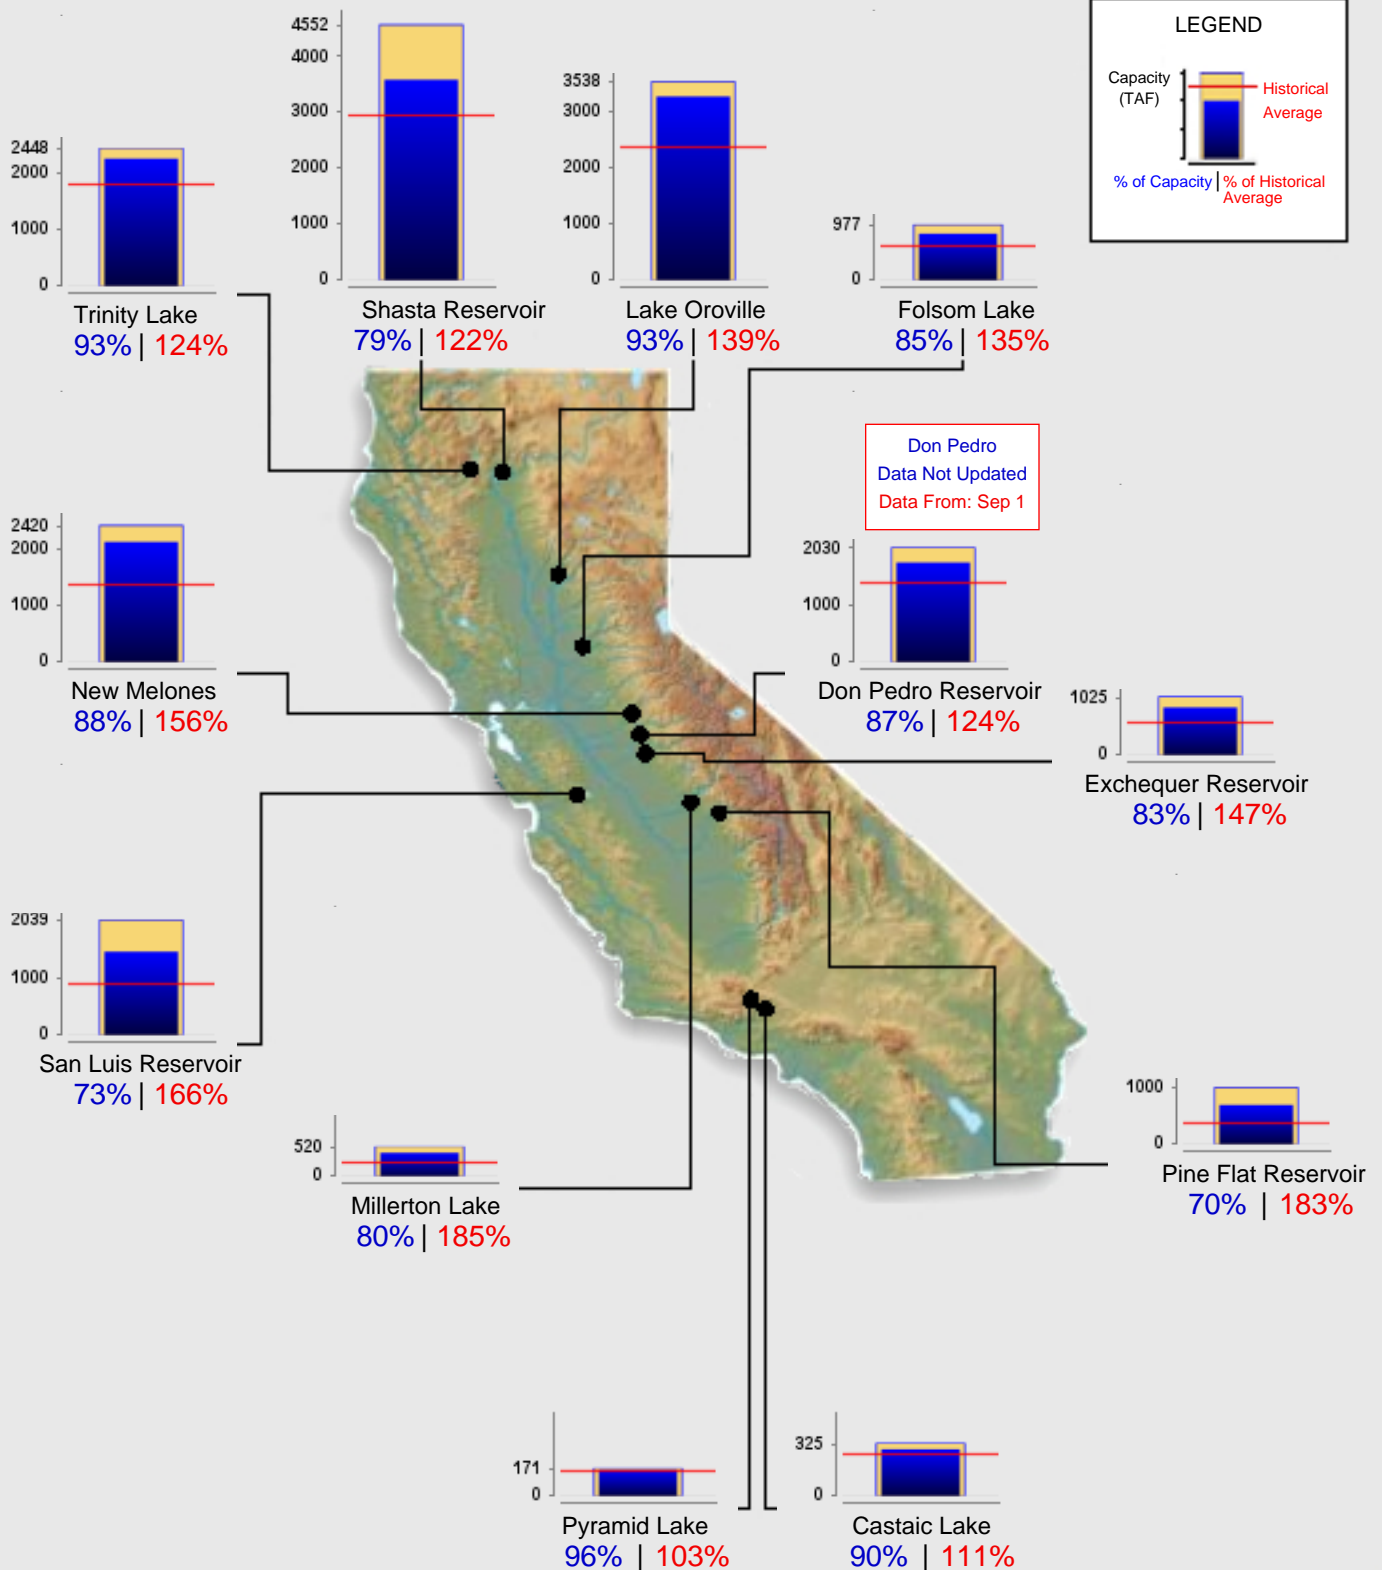 LEGEND
Capacity
(TAF)
Historical
Average
% of Capacity | % of Historical
Average
4552
4000
3000
2000
1000
0
Shasta Reservoir
79% | 122%
3538
3000
2000
1000
0
Lake Oroville
93% | 139%
2448
2000
1000
0
Trinity Lake
93% | 124%
977
0
Folsom Lake
85% | 135%
Don Pedro
Data Not Updated
Data From: Sep 1
2420
2000
1000
0
New Melones
88% | 156%
2030
1000
0
Don Pedro Reservoir
87% | 124%
1025
0
Exchequer Reservoir
83% | 147%
2039
1000
0
San Luis Reservoir
73% | 166%
520
0
Millerton Lake
80% | 185%
1000
0
Pine Flat Reservoir
70% | 183%
171
0
Pyramid Lake
96% | 103%
325
0
Castaic Lake
90% | 111%